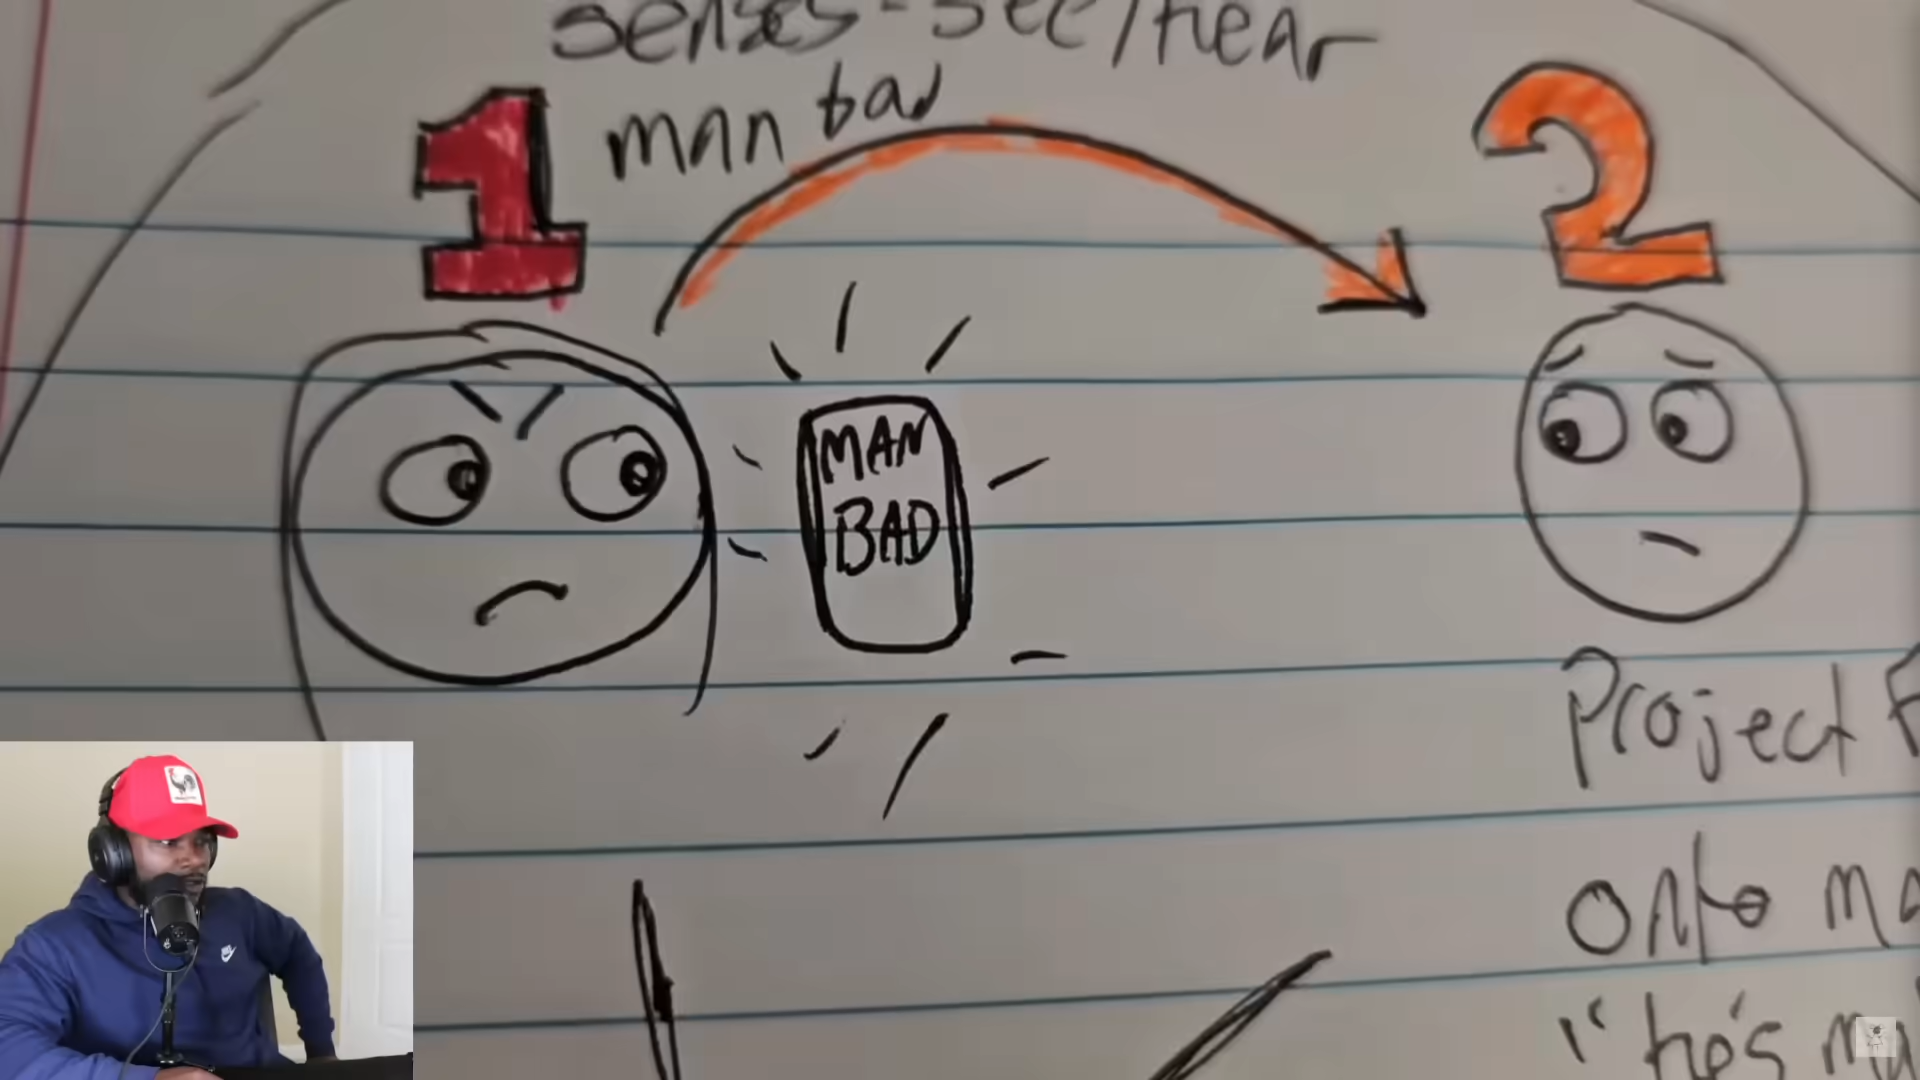 senses - see/hear
man bad
1
2
MAN
BAD
Project
onto
"he's